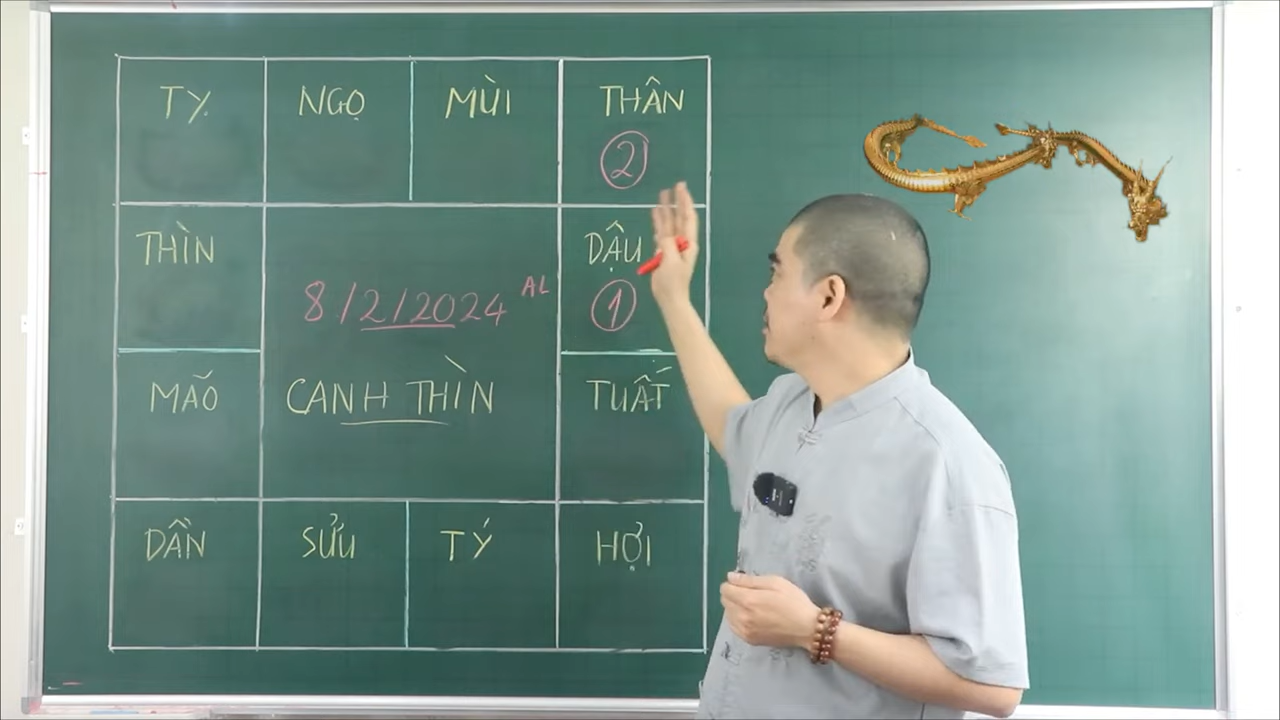 TỴ NGỌ MÙI THÂN
②
THÌN DẬU
①
8/2/2024 AL
MÃO CANH THÌN TUẤT
DẦN SỬU TÝ HỢI